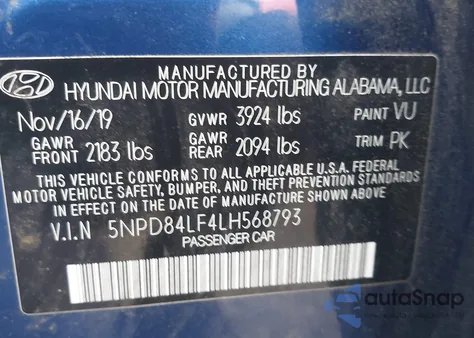 MANUFACTURED BY
HYUNDAI MOTOR MANUFACTURING ALABAMA, LLC
Nov/16/19 GVWR 3924 lbs PAINT VU
GAWR FRONT 2183 lbs GAWR REAR 2094 lbs TRIM PK
THIS VEHICLE CONFORMS TO ALL APPLICABLE U.S.A. FEDERAL
MOTOR VEHICLE SAFETY, BUMPER, AND THEFT PREVENTION STANDARDS
IN EFFECT ON THE DATE OF MANUFACTURE SHOWN ABOVE.
V.I.N 5NPD84LF4LH568793
PASSENGER CAR
autoSnap